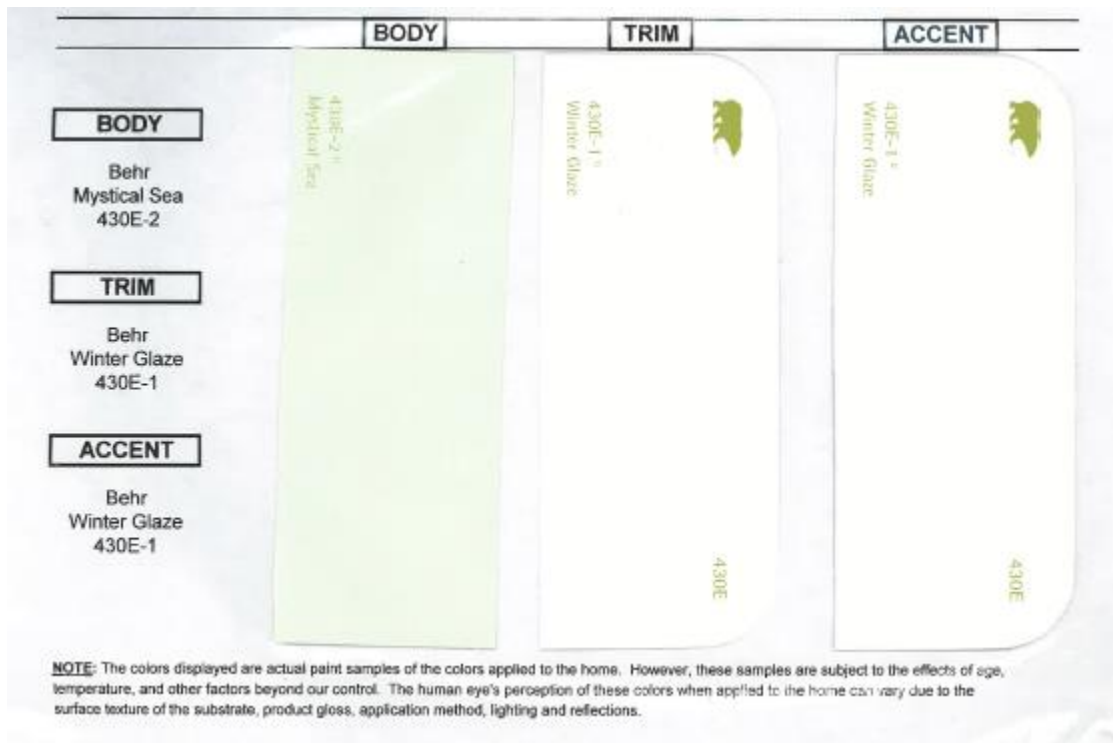 BODY TRIM ACCENT
BODY
Behr
Mystical Sea
430E-2
TRIM
Behr
Winter Glaze
430E-1
ACCENT
Behr
Winter Glaze
430E-1
430E-2
Mystical Sea
430E-1
Winter Glaze
430E
430E-1
Winter Glaze
430E
NOTE: The colors displayed are actual paint samples of the colors applied to the home. However, these samples are subject to the effects of age,
temperature, and other factors beyond our control. The human eye's perception of these colors when applied to the home can vary due to the
surface texture of the substrate, product gloss, application method, lighting and reflections.